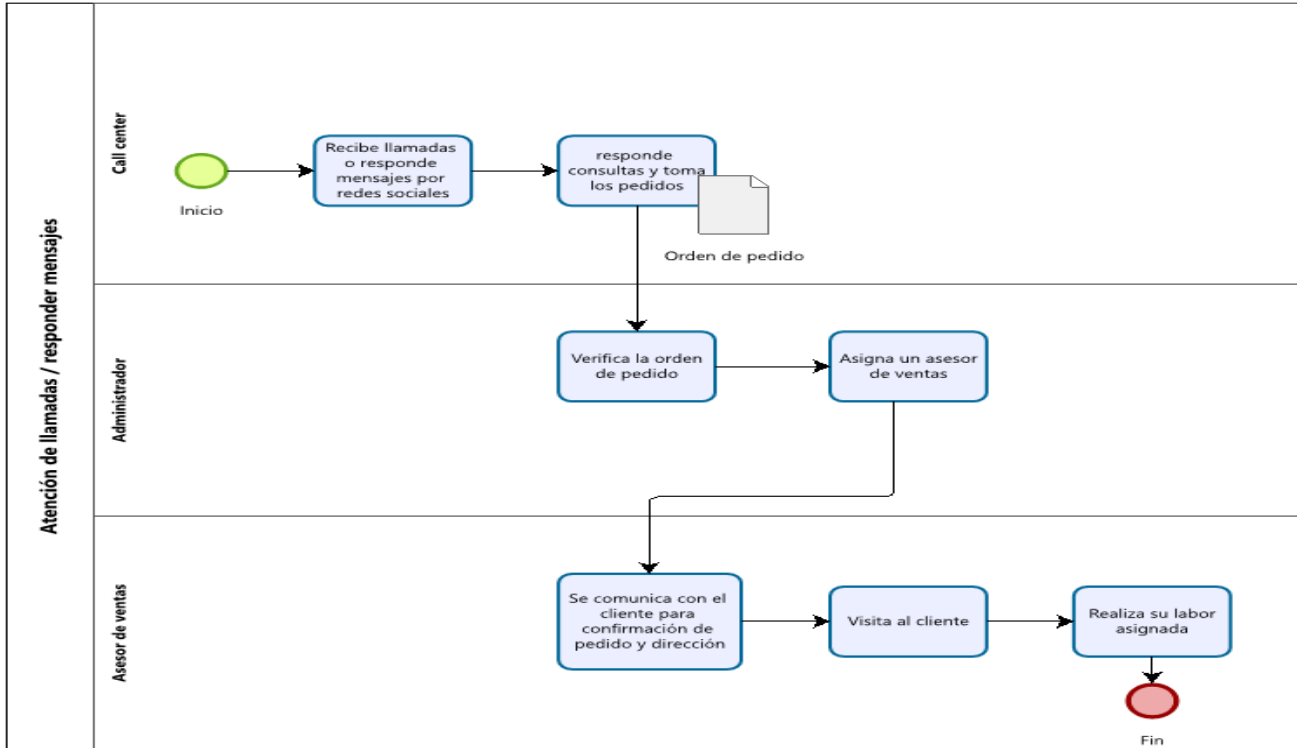 Atención de llamadas / responder mensajes
Call center
Inicio
Recibe llamadas
o responde
mensajes por
redes sociales
responde
consultas y toma
los pedidos
Orden de pedido
Administrador
Verifica la orden
de pedido
Asigna un asesor
de ventas
Asesor de ventas
Se comunica con el
cliente para
confirmación de
pedido y dirección
Visita al cliente
Realiza su labor
asignada
Fin